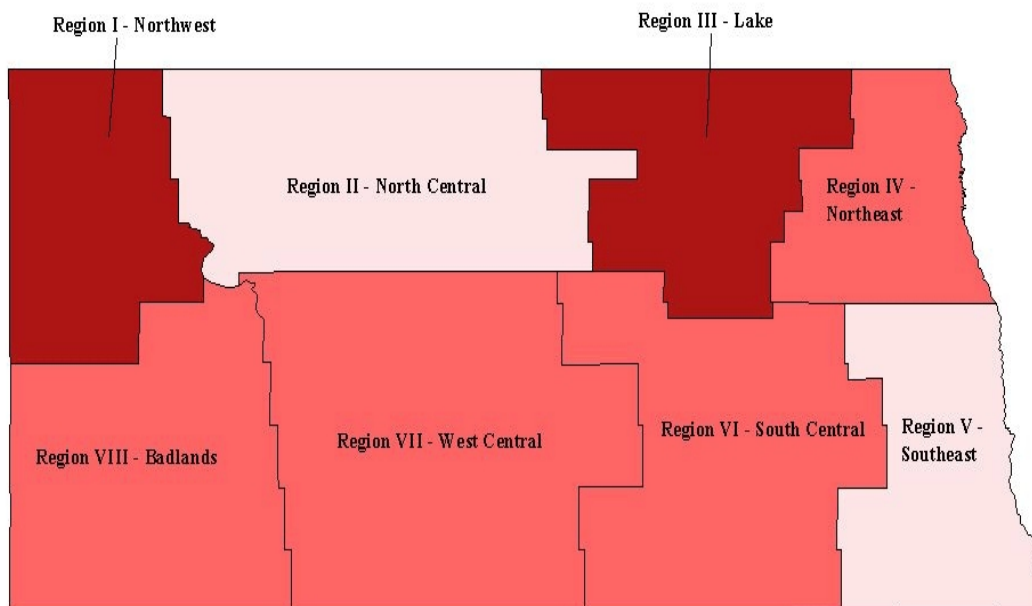 Region I - Northwest
Region III - Lake
Region II - North Central
Region IV -
Northeast
Region VIII - Badlands
Region VII - West Central
Region VI - South Central
Region V -
Southeast